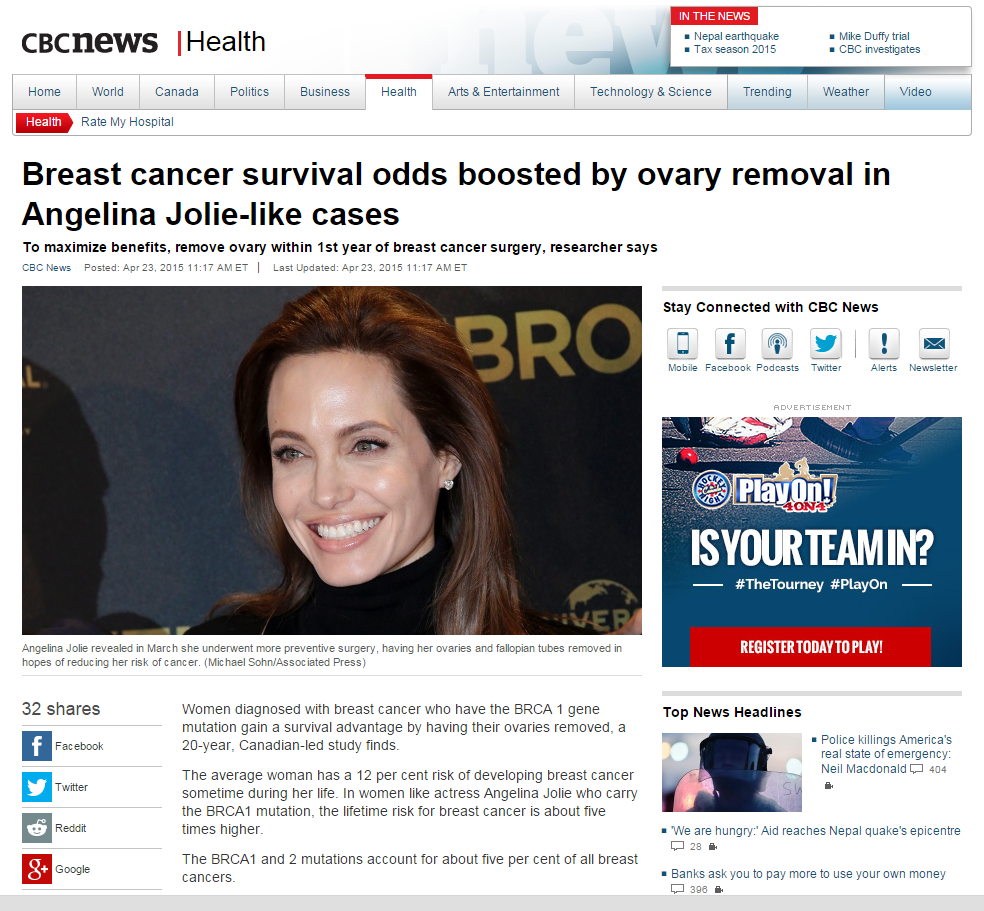 CBCnews | Health
IN THE NEWS
Nepal earthquake
Mike Duffy trial
Tax season 2015
CBC investigates
Home World Canada Politics Business Health Arts & Entertainment Technology & Science Trending Weather Video
Health Rate My Hospital
Breast cancer survival odds boosted by ovary removal in
Angelina Jolie-like cases
To maximize benefits, remove ovary within 1st year of breast cancer surgery, researcher says
CBC News Posted: Apr 23, 2015 11:17 AM ET | Last Updated: Apr 23, 2015 11:17 AM ET
BRO
AL.
NIVER
Angelina Jolie revealed in March she underwent more preventive surgery, having her ovaries and fallopian tubes removed in
hopes of reducing her risk of cancer. (Michael Sohn/Associated Press)
32 shares
Facebook
Twitter
Reddit
Google
Women diagnosed with breast cancer who have the BRCA 1 gene
mutation gain a survival advantage by having their ovaries removed, a
20-year, Canadian-led study finds.
The average woman has a 12 per cent risk of developing breast cancer
sometime during her life. In women like actress Angelina Jolie who carry
the BRCA1 mutation, the lifetime risk for breast cancer is about five
times higher.
The BRCA1 and 2 mutations account for about five per cent of all breast
cancers.
Stay Connected with CBC News
Mobile Facebook Podcasts Twitter Alerts Newsletter
ADVERTISEMENT
HOCKEY NIGHT
PlayOn!
4ON4
IS YOUR TEAM IN?
#TheTourney #PlayOn
REGISTER TODAY TO PLAY!
Top News Headlines
Police killings America's
real state of emergency:
Neil Macdonald 404
'We are hungry:' Aid reaches Nepal quake's epicentre
28
Banks ask you to pay more to use your own money
396